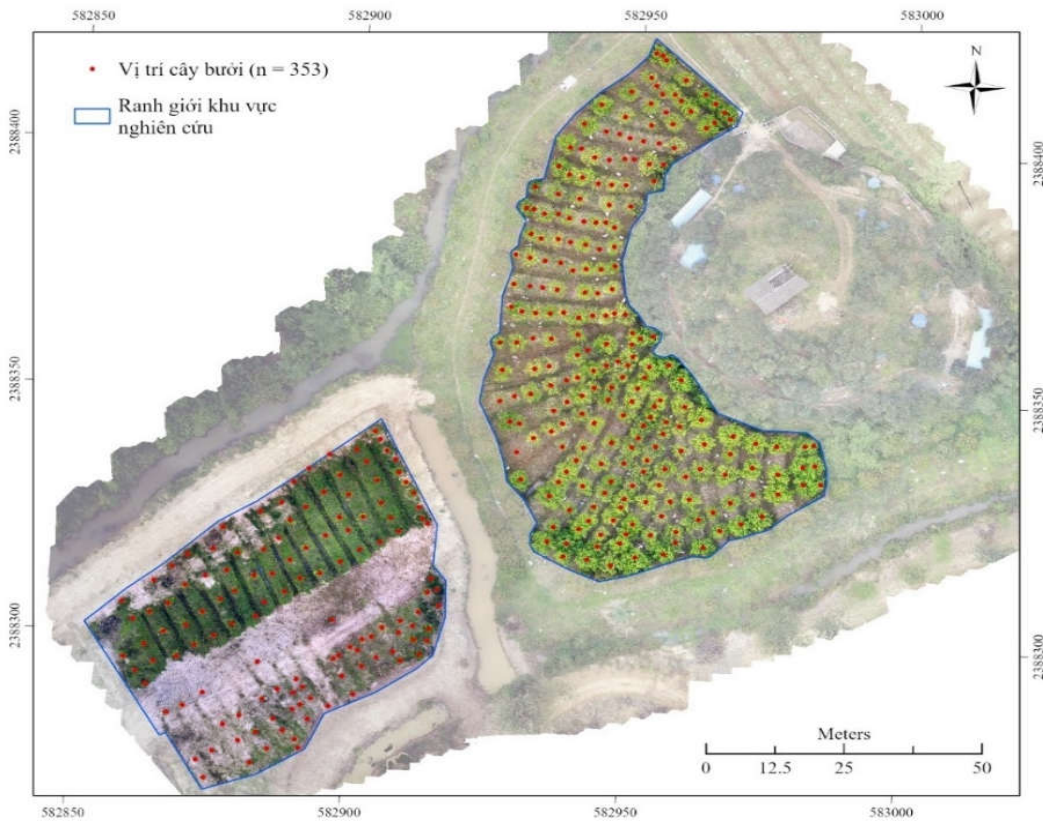 582850 582900 582950 583000
Vị trí cây bưởi (n = 353)
Ranh giới khu vực
nghiên cứu
N
2388400 2388400
2388350 2388350
2388300 2388300
Meters
0 12.5 25 50
582850 582900 582950 583000